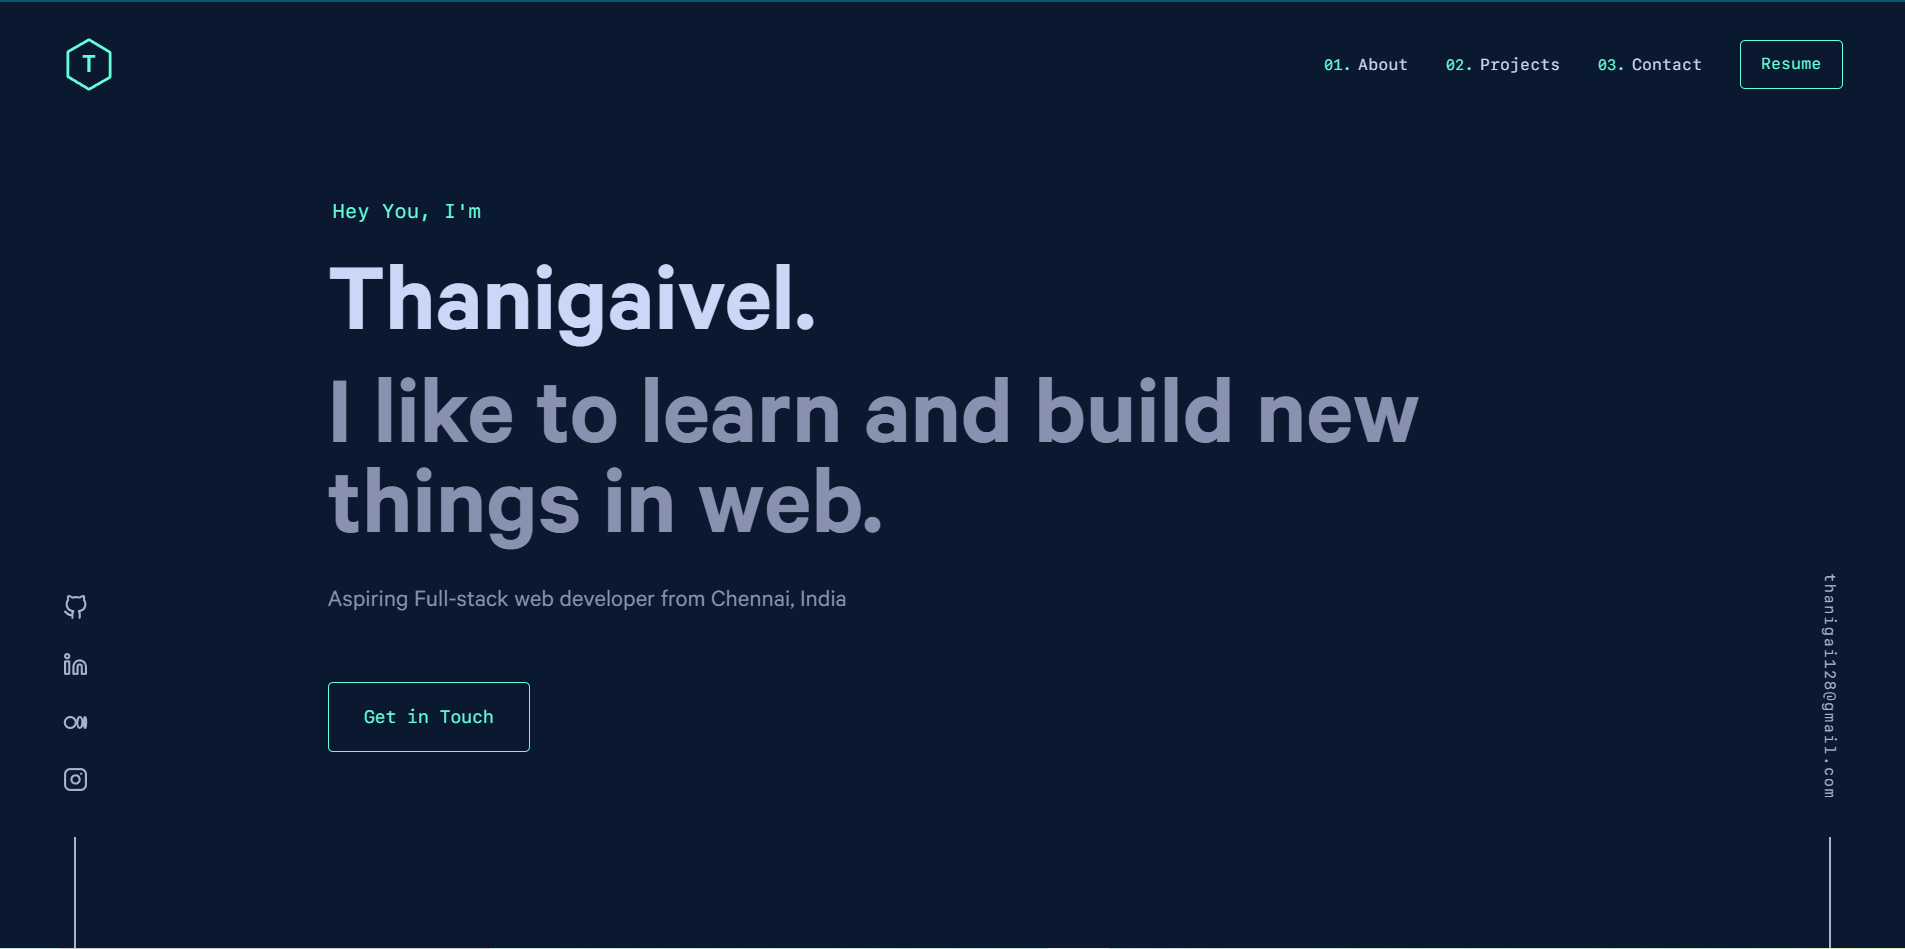 T
01. About 02. Projects 03. Contact Resume
Hey You, I'm
Thanigaivel.
I like to learn and build new
things in web.
Aspiring Full-stack web developer from Chennai, India
Get in Touch
thanigai128@gmail.com